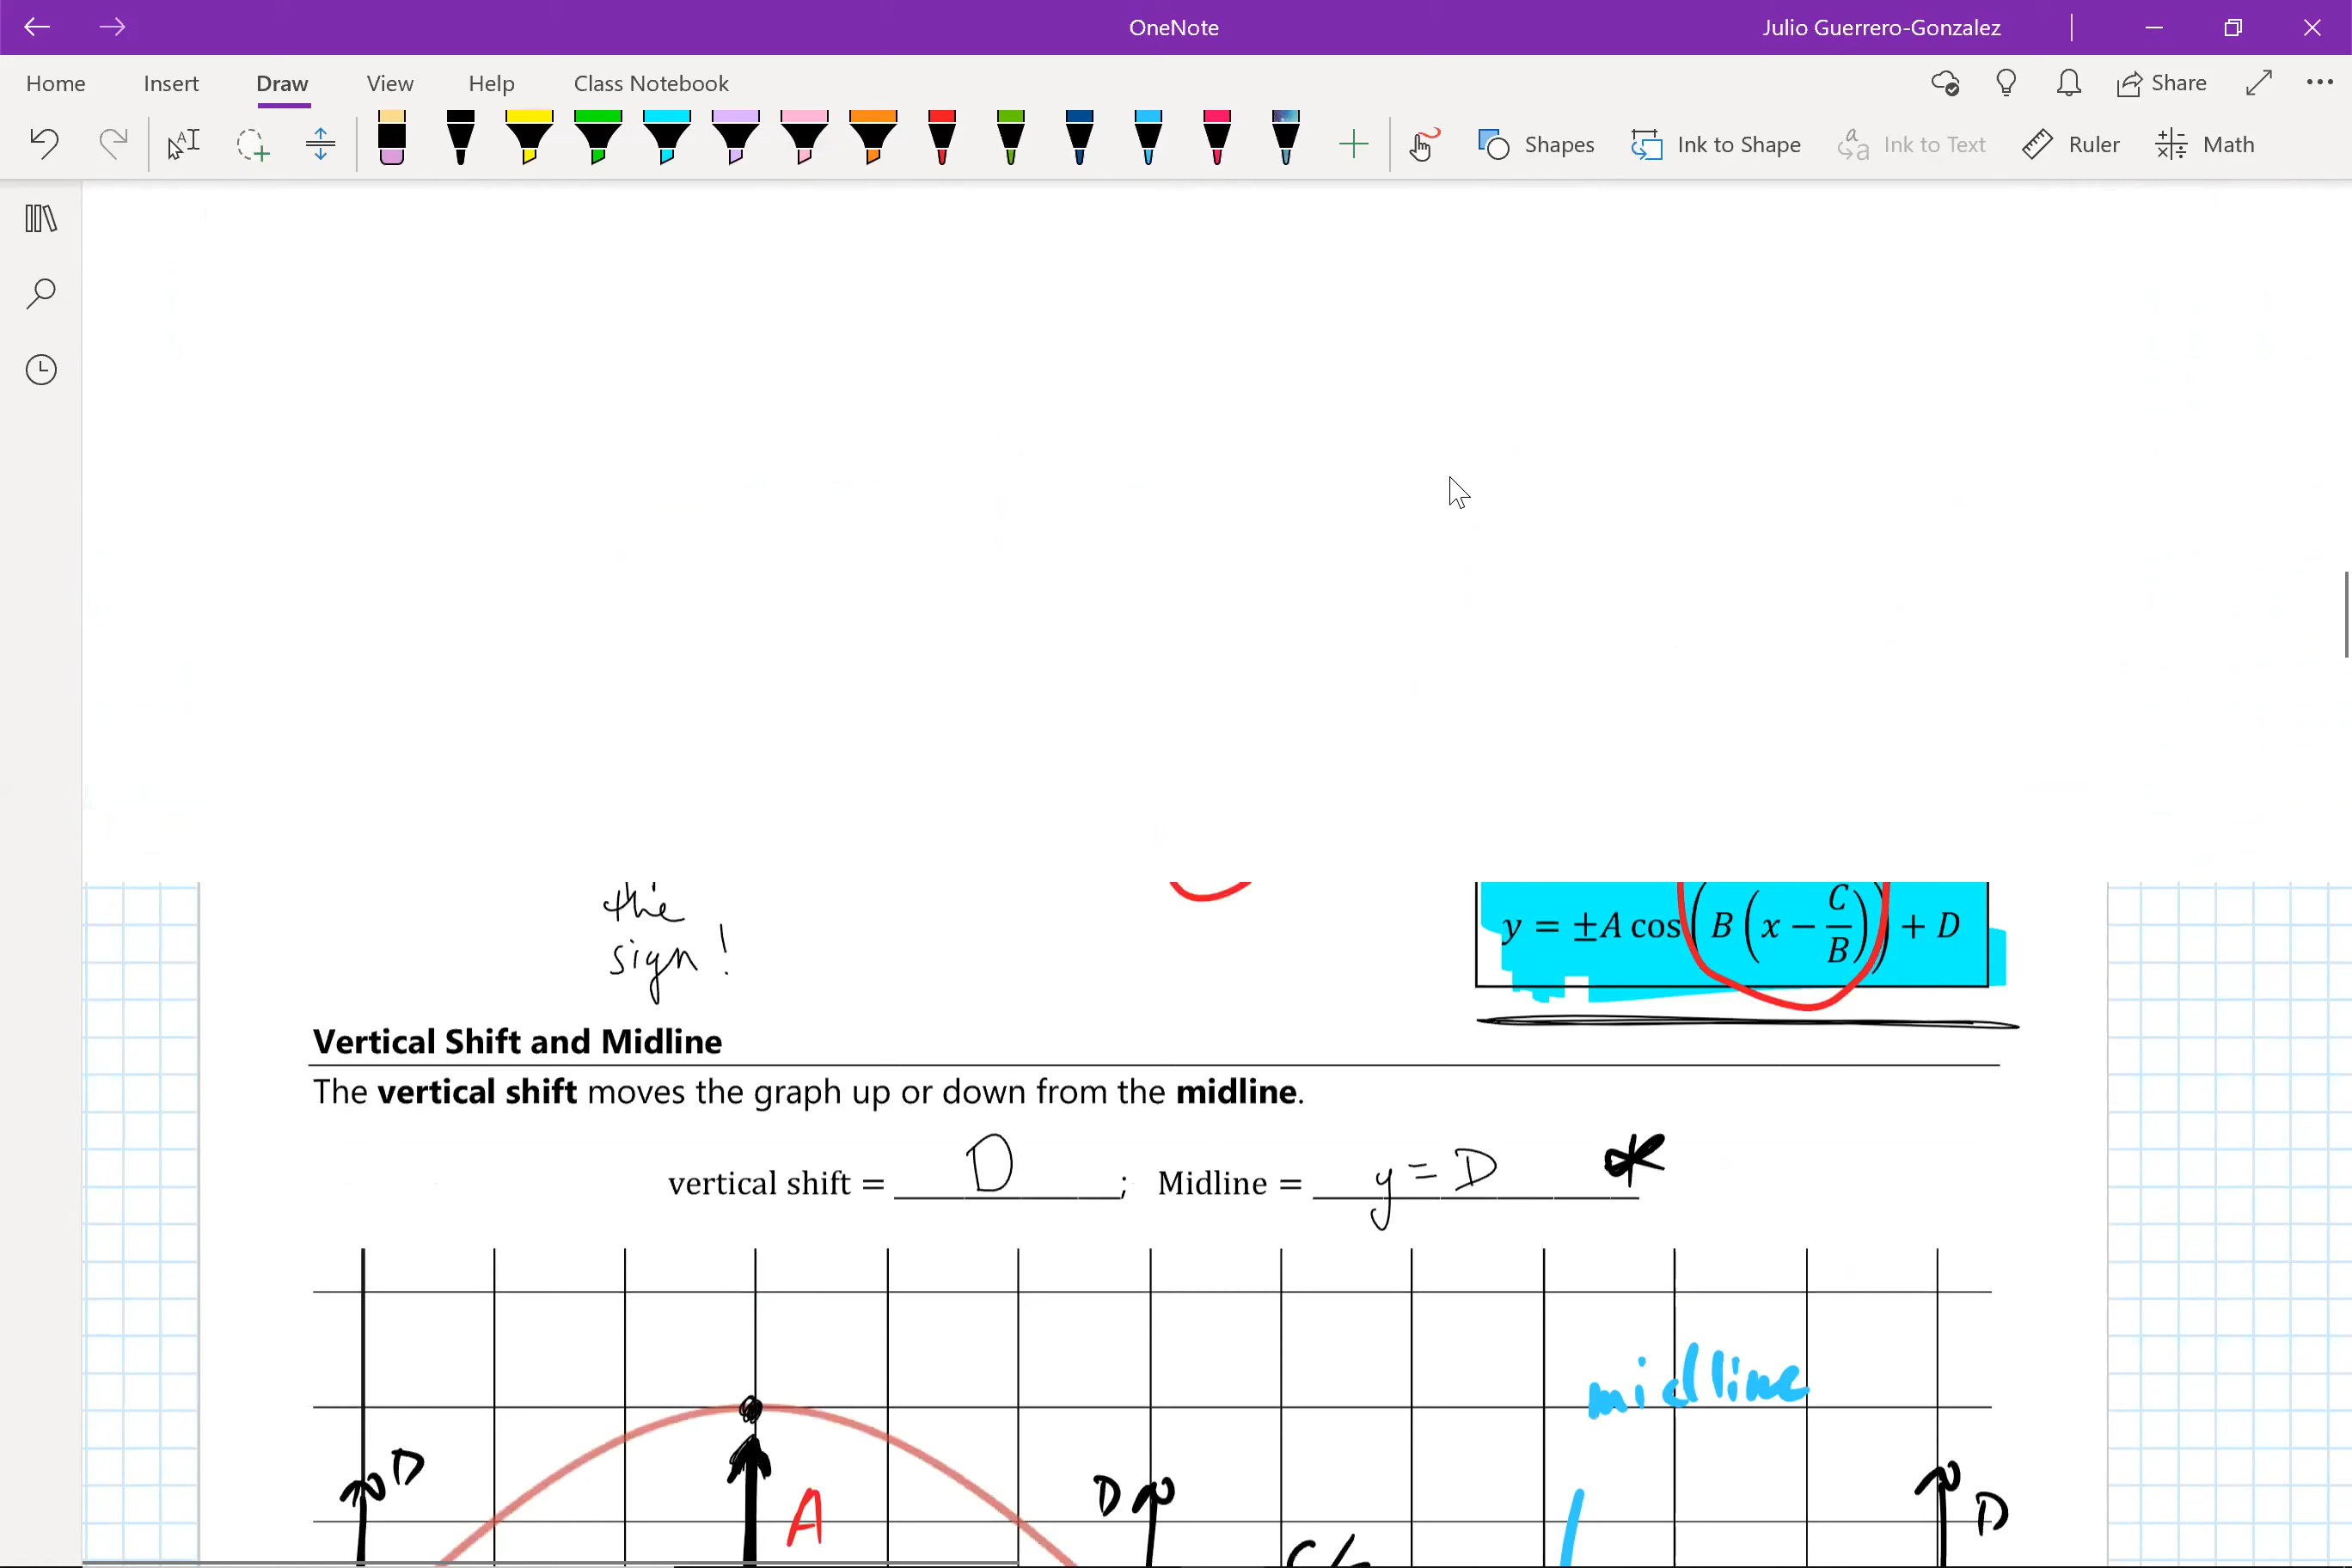 OneNote
Julio Guerrero-Gonzalez
Home Insert Draw View Help Class Notebook
Share
Shapes Ink to Shape Ink to Text Ruler Math
the
sign!
y = ±A cos(B(x − C/B)) + D
Vertical Shift and Midline
The vertical shift moves the graph up or down from the midline.
vertical shift = D ; Midline = y = D *
midline
D
D
D
A